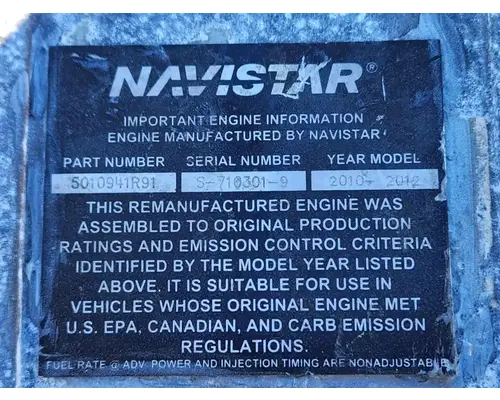 NAVISTAR®
IMPORTANT ENGINE INFORMATION
ENGINE MANUFACTURED BY NAVISTAR
PART NUMBER SERIAL NUMBER YEAR MODEL
5010941R91 S-710301-9 2010-2012
THIS REMANUFACTURED ENGINE WAS
ASSEMBLED TO ORIGINAL PRODUCTION
RATINGS AND EMISSION CONTROL CRITERIA
IDENTIFIED BY THE MODEL YEAR LISTED
ABOVE. IT IS SUITABLE FOR USE IN
VEHICLES WHOSE ORIGINAL ENGINE MET
U.S. EPA, CANADIAN, AND CARB EMISSION
REGULATIONS.
FUEL RATE @ ADV. POWER AND INJECTION TIMING ARE NONADJUSTABLE